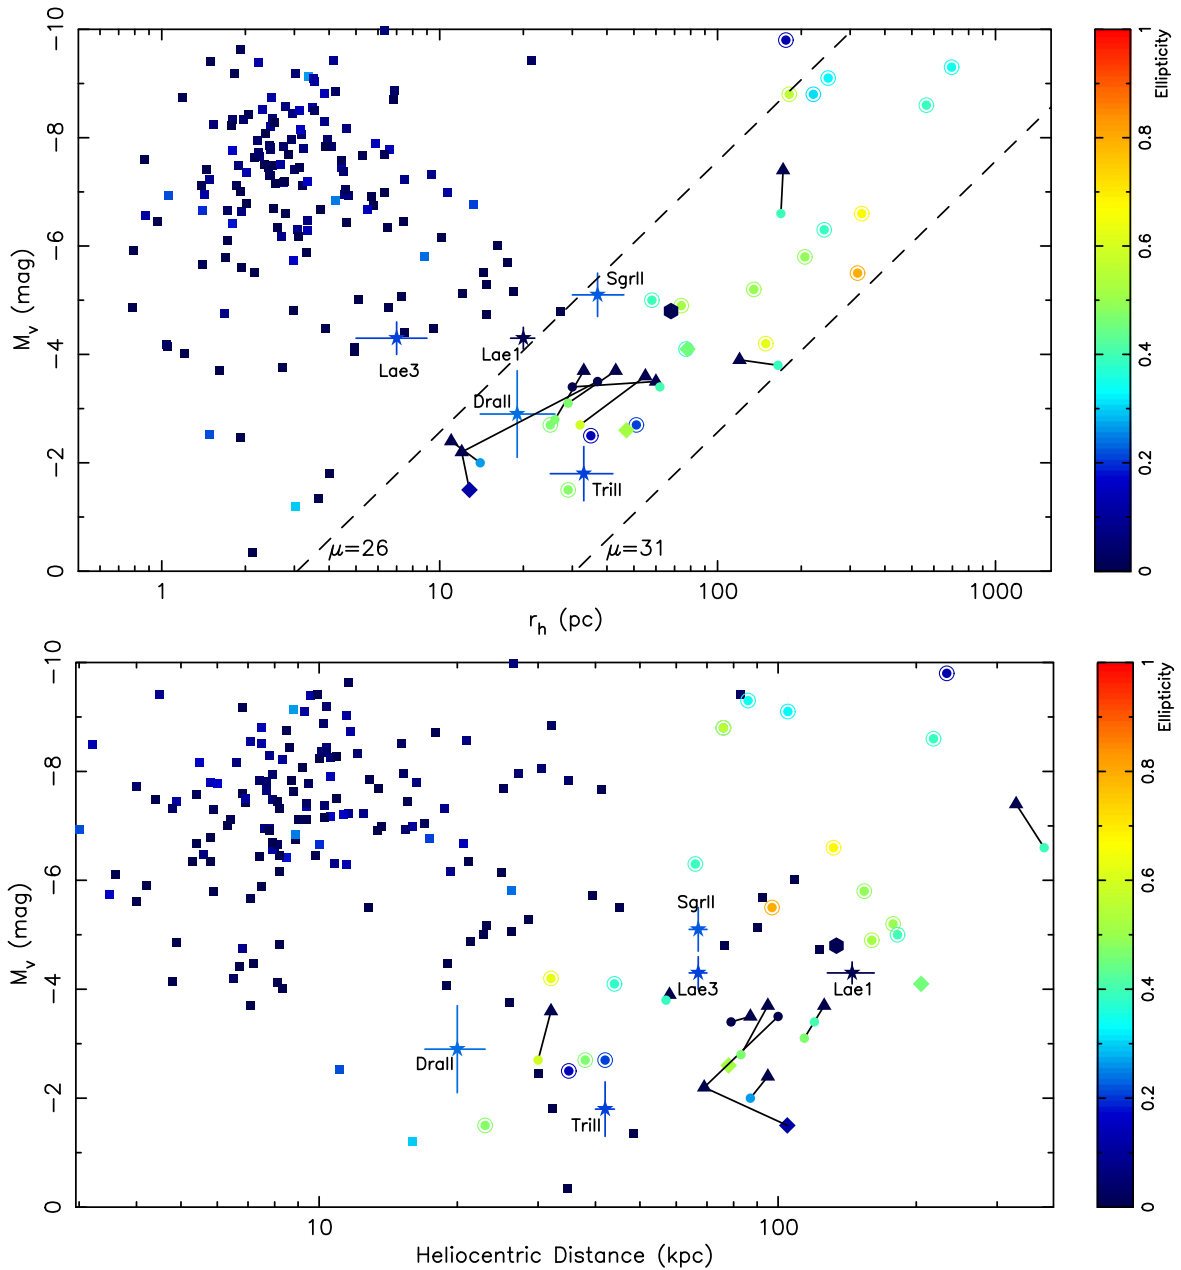 −10
−8
−6
−4
−2
0
M_v (mag)
SgrII
Lae1
Lae3
DraII
TriII
μ=26
μ=31
1
10
100
1000
r_h (pc)
0
0.2
0.4
0.6
0.8
1
Ellipticity
−10
−8
−6
−4
−2
0
M_v (mag)
SgrII
Lae3
Lae1
DraII
TriII
10
100
Heliocentric Distance (kpc)
0
0.2
0.4
0.6
0.8
1
Ellipticity